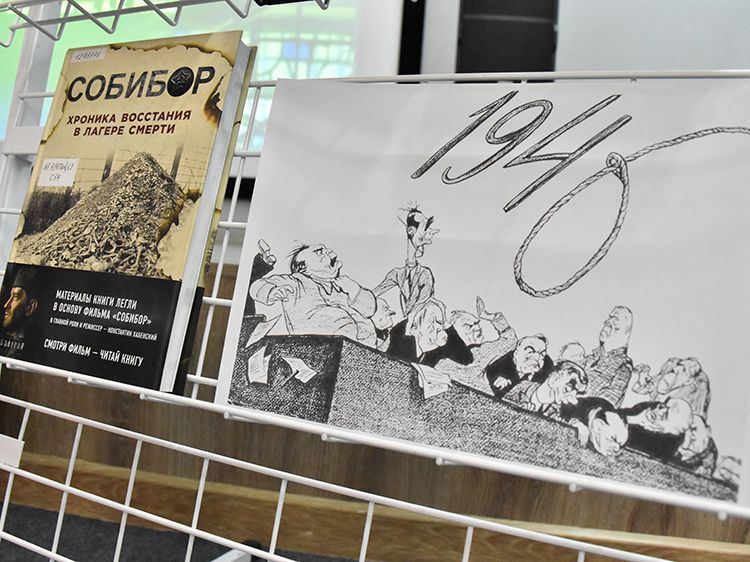 СОБИБОР
ХРОНИКА ВОССТАНИЯ
В ЛАГЕРЕ СМЕРТИ
МАТЕРИАЛЫ КНИГИ ЛЕГЛИ
В ОСНОВУ ФИЛЬМА «СОБИБОР»
В ГЛАВНОЙ РОЛИ И РЕЖИССЕР – КОНСТАНТИН ХАБЕНСКИЙ
СМОТРИ ФИЛЬМ – ЧИТАЙ КНИГУ
194